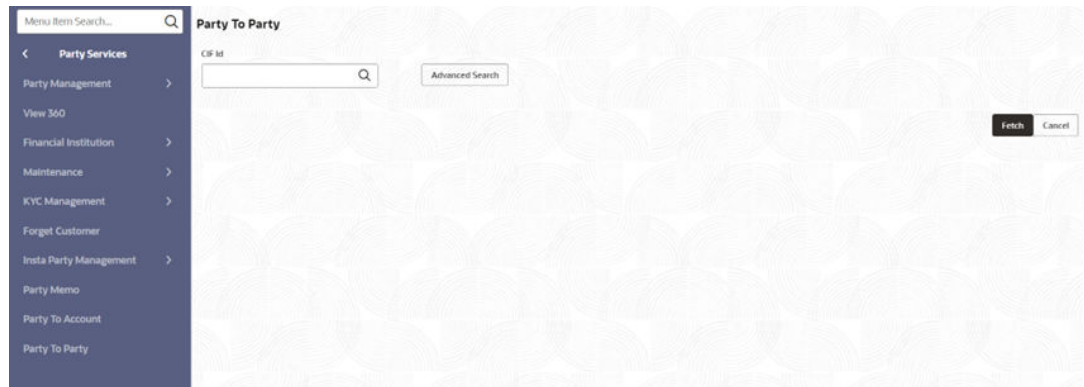 Menu Item Search...
Party Services
Party Management
View 360
Financial Institution
Maintenance
KYC Management
Forget Customer
Insta Party Management
Party Memo
Party To Account
Party To Party
Party To Party
CIF Id
Advanced Search
Fetch
Cancel